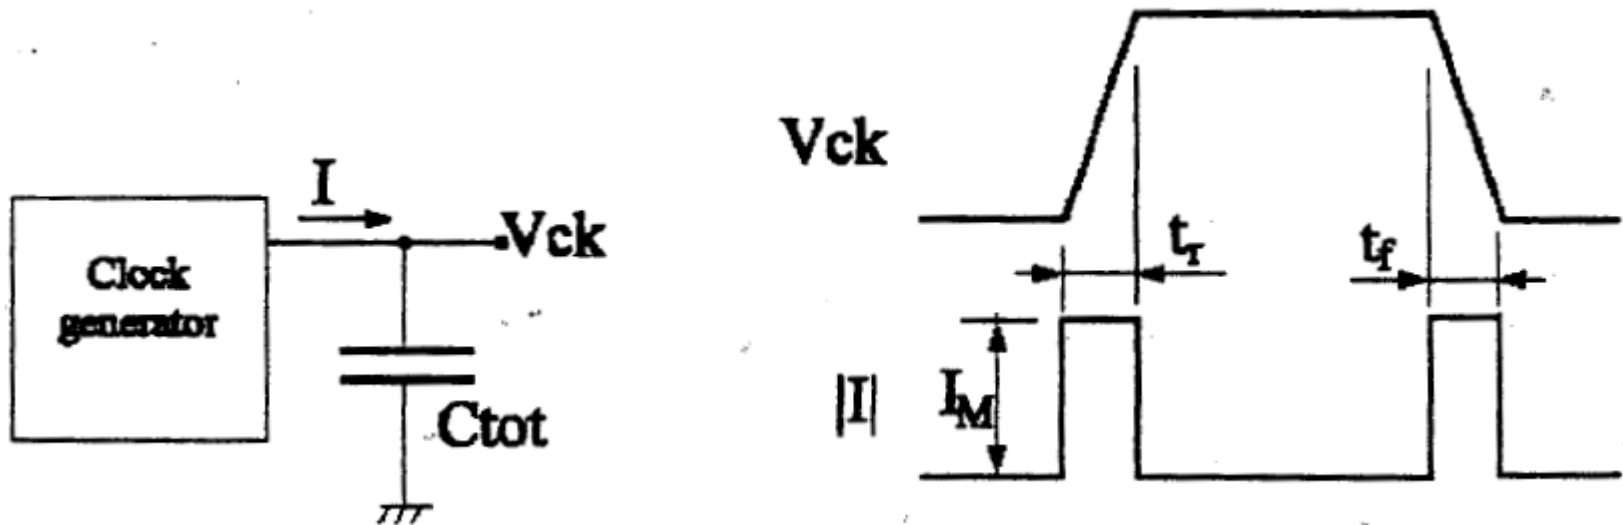 I
Clock
generator
Vck
Ctot
Vck
tr
tf
|I|
IM